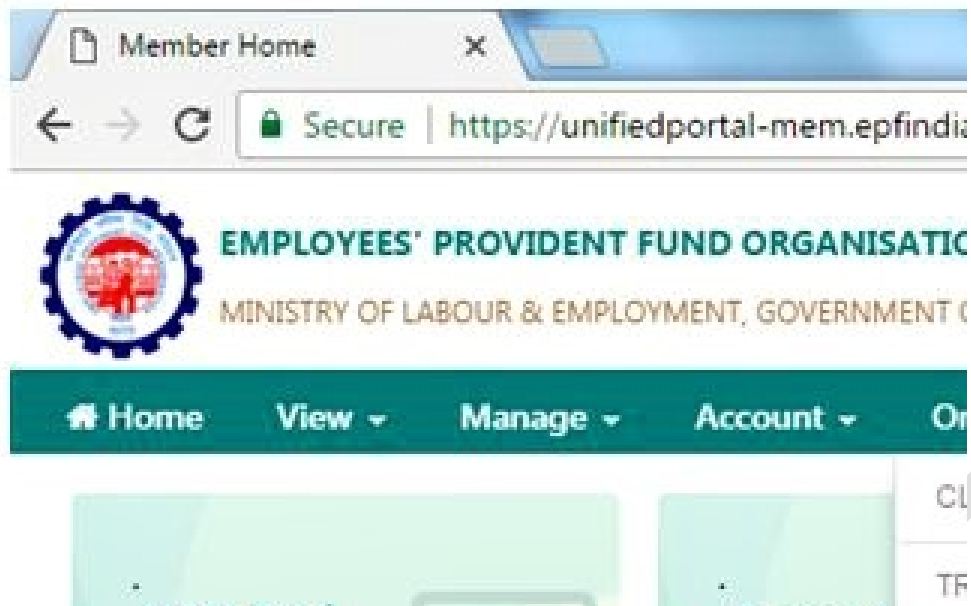 Member Home
Secure | https://unifiedportal-mem.epfindia
EMPLOYEES' PROVIDENT FUND ORGANISATIO
MINISTRY OF LABOUR & EMPLOYMENT, GOVERNMENT
Home View Manage Account On
CL
TR